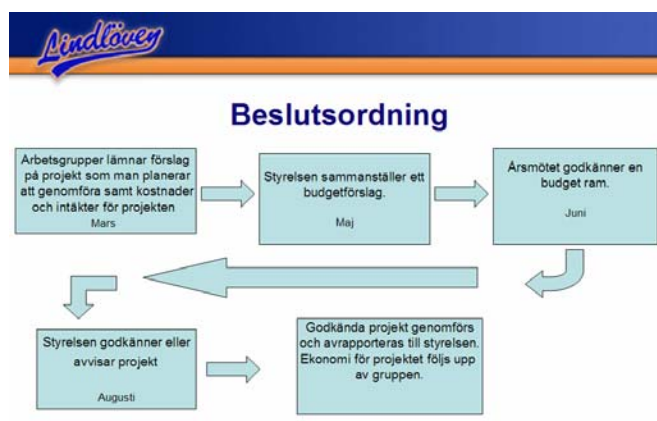 Lindlöven
Beslutsordning
Arbetsgrupper lämnar förslag
på projekt som man planerar
att genomföra samt kostnader
och intäkter för projekten
Mars
Styrelsen sammanställer ett
budgetförslag.
Maj
Årsmötet godkänner en
budget ram.
Juni
Styrelsen godkänner eller
avvisar projekt
Augusti
Godkända projekt genomförs
och avrapporteras till styrelsen.
Ekonomi för projektet följs upp
av gruppen.